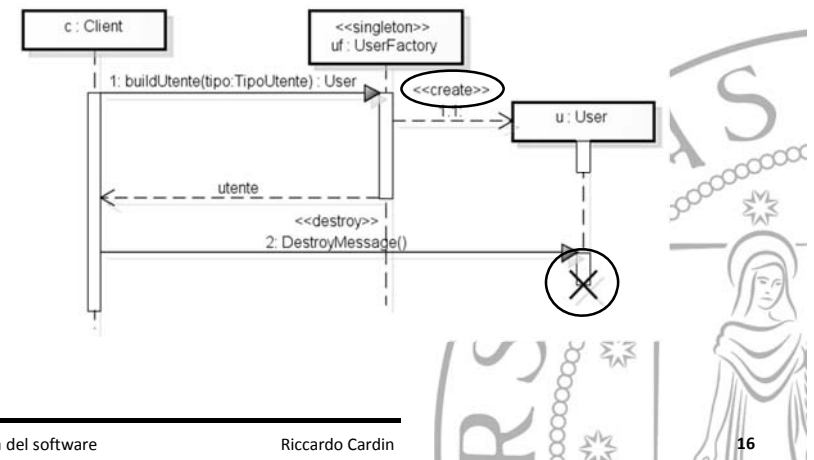 c : Client
<<singleton>>
uf : UserFactory
1: buildUtente(tipo:TipoUtente) : User
<<create>>
1.1.
u : User
utente
<<destroy>>
2: DestroyMessage()
S
RS
del software
Riccardo Cardin
16